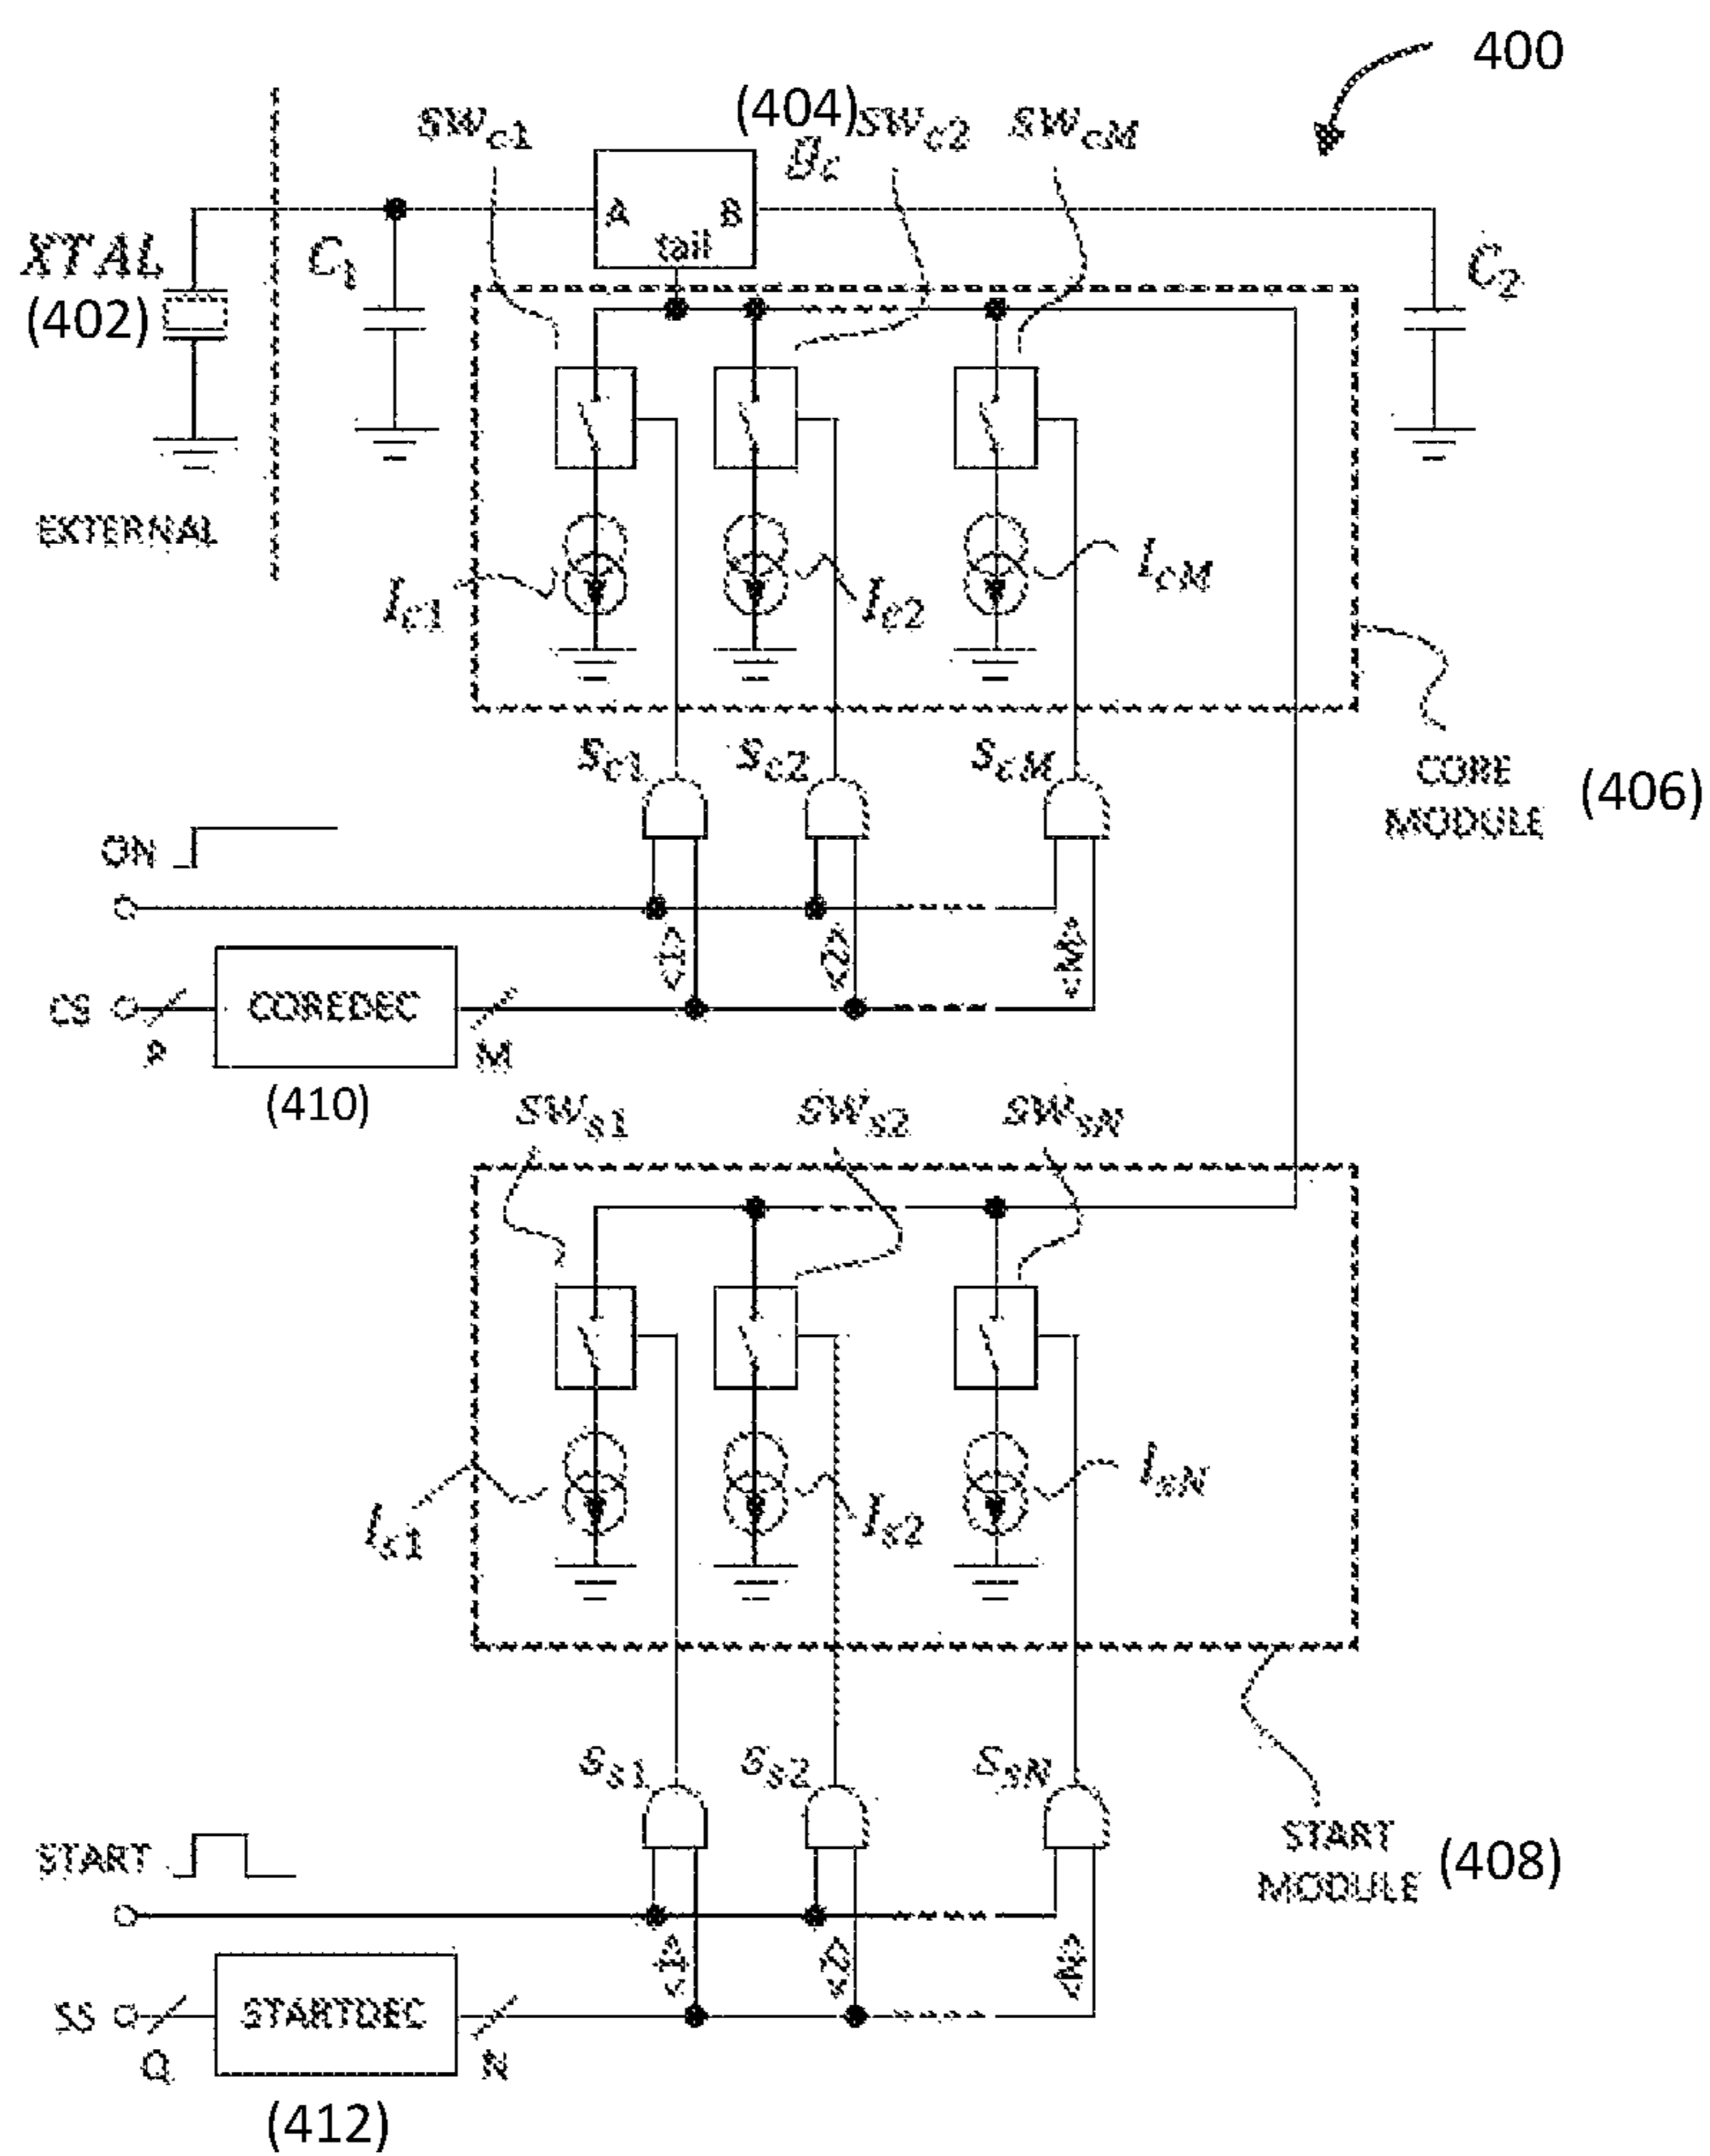 400
(404)
SWc1
SWc2
SWcM
A
B
tail
XTAL
(402)
C1
C2
EXTERNAL
Ic1
Ic2
IcM
Sc1
Sc2
ScM
CORE
MODULE
(406)
ON
<1>
<2>
<M>
CS
COREDEC
P
M
(410)
SWs1
SWs2
SWsN
Is1
Is2
IsN
Ss1
Ss2
SsN
START
START
MODULE
(408)
<1>
<2>
<N>
SS
STARTDEC
Q
N
(412)